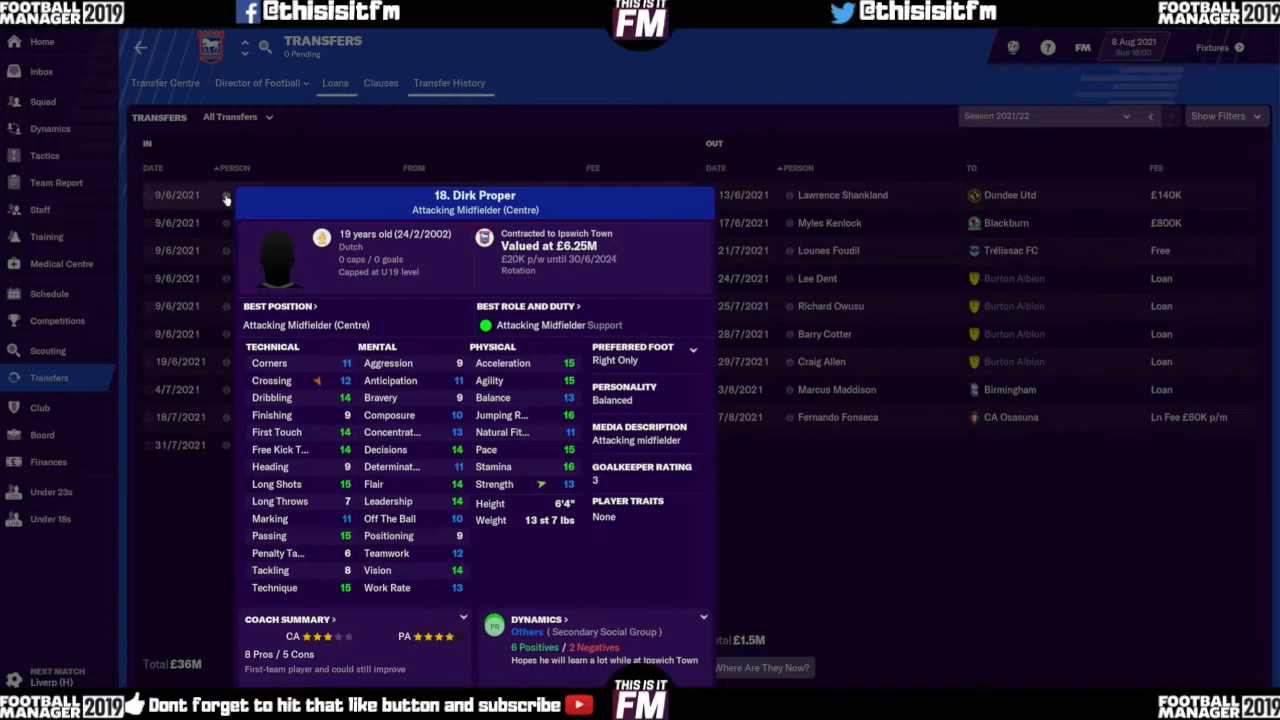 FOOTBALL MANAGER 2019
@thisisitfm
THIS IS IT FM
@thisisitfm
FOOTBALL MANAGER 2019
Home
Inbox
Squad
Dynamics
Tactics
Team Report
Staff
Training
Medical Centre
Schedule
Competitions
Scouting
Transfers
Club
Board
Finances
Under 23s
Under 18s
NEXT MATCH
Liverp (H)
TRANSFERS
0 Pending
FM
8 Aug 2021
Sun 16:00
Fixtures
Transfer Centre Director of Football Loans Clauses Transfer History
TRANSFERS All Transfers Season 2021/22 Show Filters
IN OUT
DATE PERSON FROM FEE DATE PERSON TO FEE
9/6/2021
9/6/2021
9/6/2021
9/6/2021
9/6/2021
9/6/2021
19/6/2021
4/7/2021
18/7/2021
31/7/2021
Total £36M
18. Dirk Proper
Attacking Midfielder (Centre)
19 years old (24/2/2002)
Dutch
0 caps / 0 goals
Capped at U19 level
Contracted to Ipswich Town
Valued at £6.25M
£20K p/w until 30/6/2024
Rotation
BEST POSITION >
Attacking Midfielder (Centre)
BEST ROLE AND DUTY >
Attacking Midfielder Support
TECHNICAL MENTAL PHYSICAL
Corners 11 Aggression 9 Acceleration 15
Crossing 12 Anticipation 11 Agility 15
Dribbling 14 Bravery 9 Balance 13
Finishing 9 Composure 10 Jumping R... 16
First Touch 14 Concentrat... 13 Natural Fit... 11
Free Kick T... 14 Decisions 14 Pace 15
Heading 9 Determinat... 11 Stamina 16
Long Shots 15 Flair 14 Strength 13
Long Throws 7 Leadership 14 Height 6'4"
Marking 11 Off The Ball 10 Weight 13 st 7 lbs
Passing 15 Positioning 9
Penalty Ta... 6 Teamwork 12
Tackling 8 Vision 14
Technique 15 Work Rate 13
PREFERRED FOOT
Right Only
PERSONALITY
Balanced
MEDIA DESCRIPTION
Attacking midfielder
GOALKEEPER RATING
3
PLAYER TRAITS
None
COACH SUMMARY >
CA PA
8 Pros / 5 Cons
First-team player and could still improve
PR
DYNAMICS >
Others ( Secondary Social Group )
6 Positives / 2 Negatives
Hopes he will learn a lot while at Ipswich Town
13/6/2021 Lawrence Shankland Dundee Utd £140K
17/6/2021 Myles Kenlock Blackburn £800K
21/7/2021 Lounes Foudil Trélissac FC Free
24/7/2021 Lee Dent Burton Albion Loan
25/7/2021 Richard Owusu Burton Albion Loan
28/7/2021 Barry Cotter Burton Albion Loan
29/7/2021 Craig Allen Burton Albion Loan
3/8/2021 Marcus Maddison Birmingham Loan
7/8/2021 Fernando Fonseca CA Osasuna Ln Fee £60K p/m
tal £1.5M
Where Are They Now?
FOOTBALL MANAGER 2019
Dont forget to hit that like button and subscribe
THIS IS IT FM
FOOTBALL MANAGER 2019